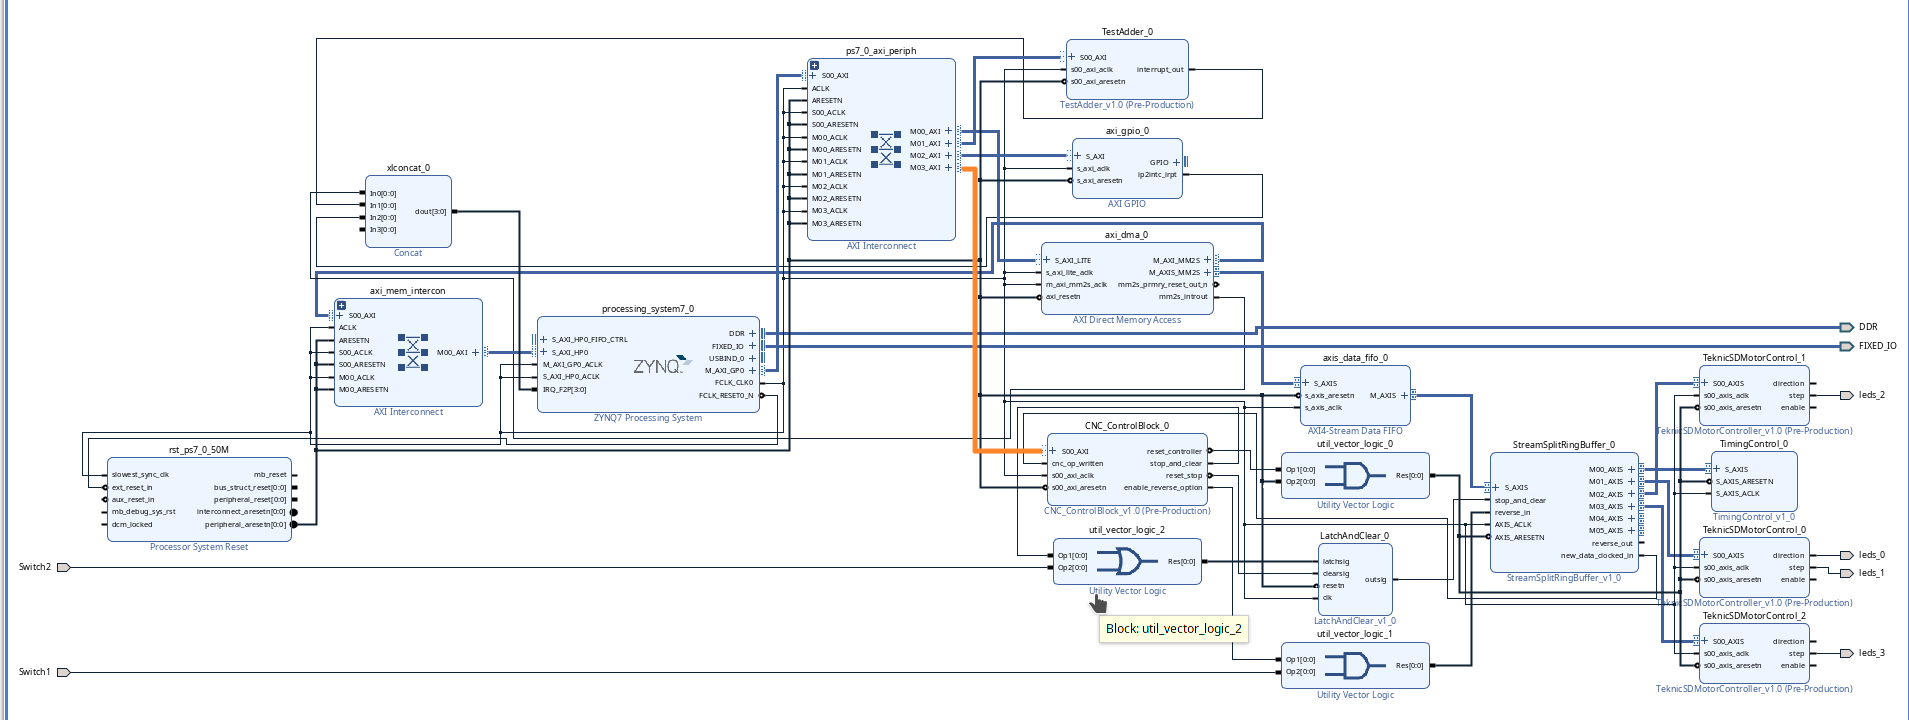 TestAdder_0
S00_AXI
s00_axi_aclk
s00_axi_aresetn
interrupt_out
TestAdder_v1.0 (Pre-Production)
ps7_0_axi_periph
S00_AXI
ACLK
ARESETN
S00_ACLK
S00_ARESETN
M00_ACLK
M00_ARESETN
M01_ACLK
M01_ARESETN
M02_ACLK
M02_ARESETN
M03_ACLK
M03_ARESETN
M00_AXI
M01_AXI
M02_AXI
M03_AXI
AXI Interconnect
axi_gpio_0
S_AXI
s_axi_aclk
s_axi_aresetn
GPIO
ip2intc_irpt
AXI GPIO
xlconcat_0
In0[0:0]
In1[0:0]
In2[0:0]
In3[0:0]
dout[3:0]
Concat
axi_dma_0
S_AXI_LITE
s_axi_lite_aclk
m_axi_mm2s_aclk
axi_resetn
M_AXI_MM2S
M_AXIS_MM2S
mm2s_prmry_reset_out_n
mm2s_introut
AXI Direct Memory Access
axi_mem_intercon
S00_AXI
ACLK
ARESETN
S00_ACLK
S00_ARESETN
M00_ACLK
M00_ARESETN
M00_AXI
AXI Interconnect
processing_system7_0
S_AXI_HP0_FIFO_CTRL
S_AXI_HP0
M_AXI_GP0_ACLK
S_AXI_HP0_ACLK
IRQ_F2P[3:0]
ZYNQ
DDR
FIXED_IO
USBIND_0
M_AXI_GP0
FCLK_CLK0
FCLK_RESET0_N
ZYNQ7 Processing System
DDR
FIXED_IO
axis_data_fifo_0
S_AXIS
s_axis_aresetn
s_axis_aclk
M_AXIS
AXI4-Stream Data FIFO
TeknicSDMotorControl_1
S00_AXIS
s00_axis_aclk
s00_axis_aresetn
direction
step
enable
TeknicSDMotorController_v1.0 (Pre-Production)
leds_2
rst_ps7_0_50M
slowest_sync_clk
ext_reset_in
aux_reset_in
mb_debug_sys_rst
dcm_locked
mb_reset
bus_struct_reset[0:0]
peripheral_reset[0:0]
interconnect_aresetn[0:0]
peripheral_aresetn[0:0]
Processor System Reset
CNC_ControlBlock_0
S00_AXI
cnc_op_written
s00_axi_aclk
s00_axi_aresetn
reset_controller
stop_and_clear
reset_stop
enable_reverse_option
CNC_ControlBlock_v1.0 (Pre-Production)
util_vector_logic_0
Op1[0:0]
Op2[0:0]
Res[0:0]
Utility Vector Logic
StreamSplitRingBuffer_0
S_AXIS
stop_and_clear
reverse_in
AXIS_ACLK
AXIS_ARESETN
M00_AXIS
M01_AXIS
M02_AXIS
M03_AXIS
M04_AXIS
M05_AXIS
reverse_out
new_data_clocked_in
StreamSplitRingBuffer_v1_0
TimingControl_0
S_AXIS
S_AXIS_ARESETN
S_AXIS_ACLK
TimingControl_v1_0
util_vector_logic_2
Op1[0:0]
Op2[0:0]
Res[0:0]
Utility Vector Logic
Block: util_vector_logic_2
LatchAndClear_0
latchsig
clearsig
resetn
clk
outsig
LatchAndClear_v1_0
TeknicSDMotorControl_0
S00_AXIS
s00_axis_aclk
s00_axis_aresetn
direction
step
enable
TeknicSDMotorController_v1.0 (Pre-Production)
leds_0
leds_1
Switch2
util_vector_logic_1
Op1[0:0]
Op2[0:0]
Res[0:0]
Utility Vector Logic
TeknicSDMotorControl_2
S00_AXIS
s00_axis_aclk
s00_axis_aresetn
direction
step
enable
TeknicSDMotorController_v1.0 (Pre-Production)
leds_3
Switch1